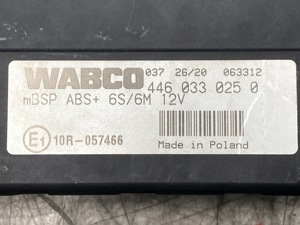 WABCO 037 26/20 063312
446 033 025 0
mBSP ABS+ 6S/6M 12V
E1 10R-057466 Made in Poland